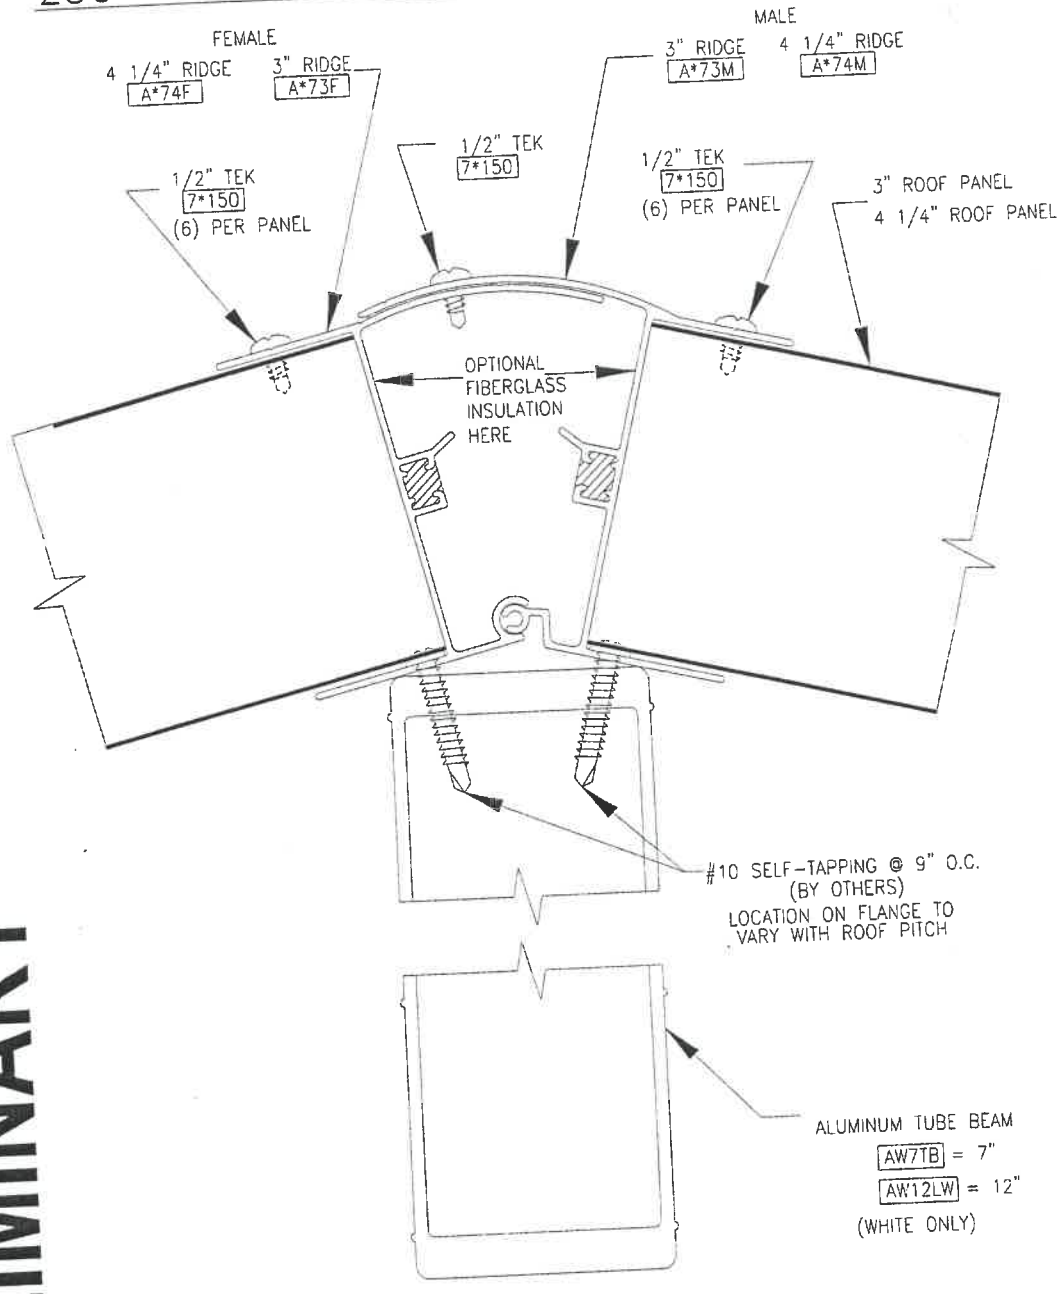 FEMALE
4 1/4" RIDGE
A*74F
3" RIDGE
A*73F
MALE
3" RIDGE
A*73M
4 1/4" RIDGE
A*74M
1/2" TEK
7*150
(6) PER PANEL
1/2" TEK
7*150
1/2" TEK
7*150
(6) PER PANEL
3" ROOF PANEL
4 1/4" ROOF PANEL
OPTIONAL
FIBERGLASS
INSULATION
HERE
#10 SELF-TAPPING @ 9" O.C.
(BY OTHERS)
LOCATION ON FLANGE TO
VARY WITH ROOF PITCH
ALUMINUM TUBE BEAM
AW7TB = 7"
AW12LW = 12"
(WHITE ONLY)